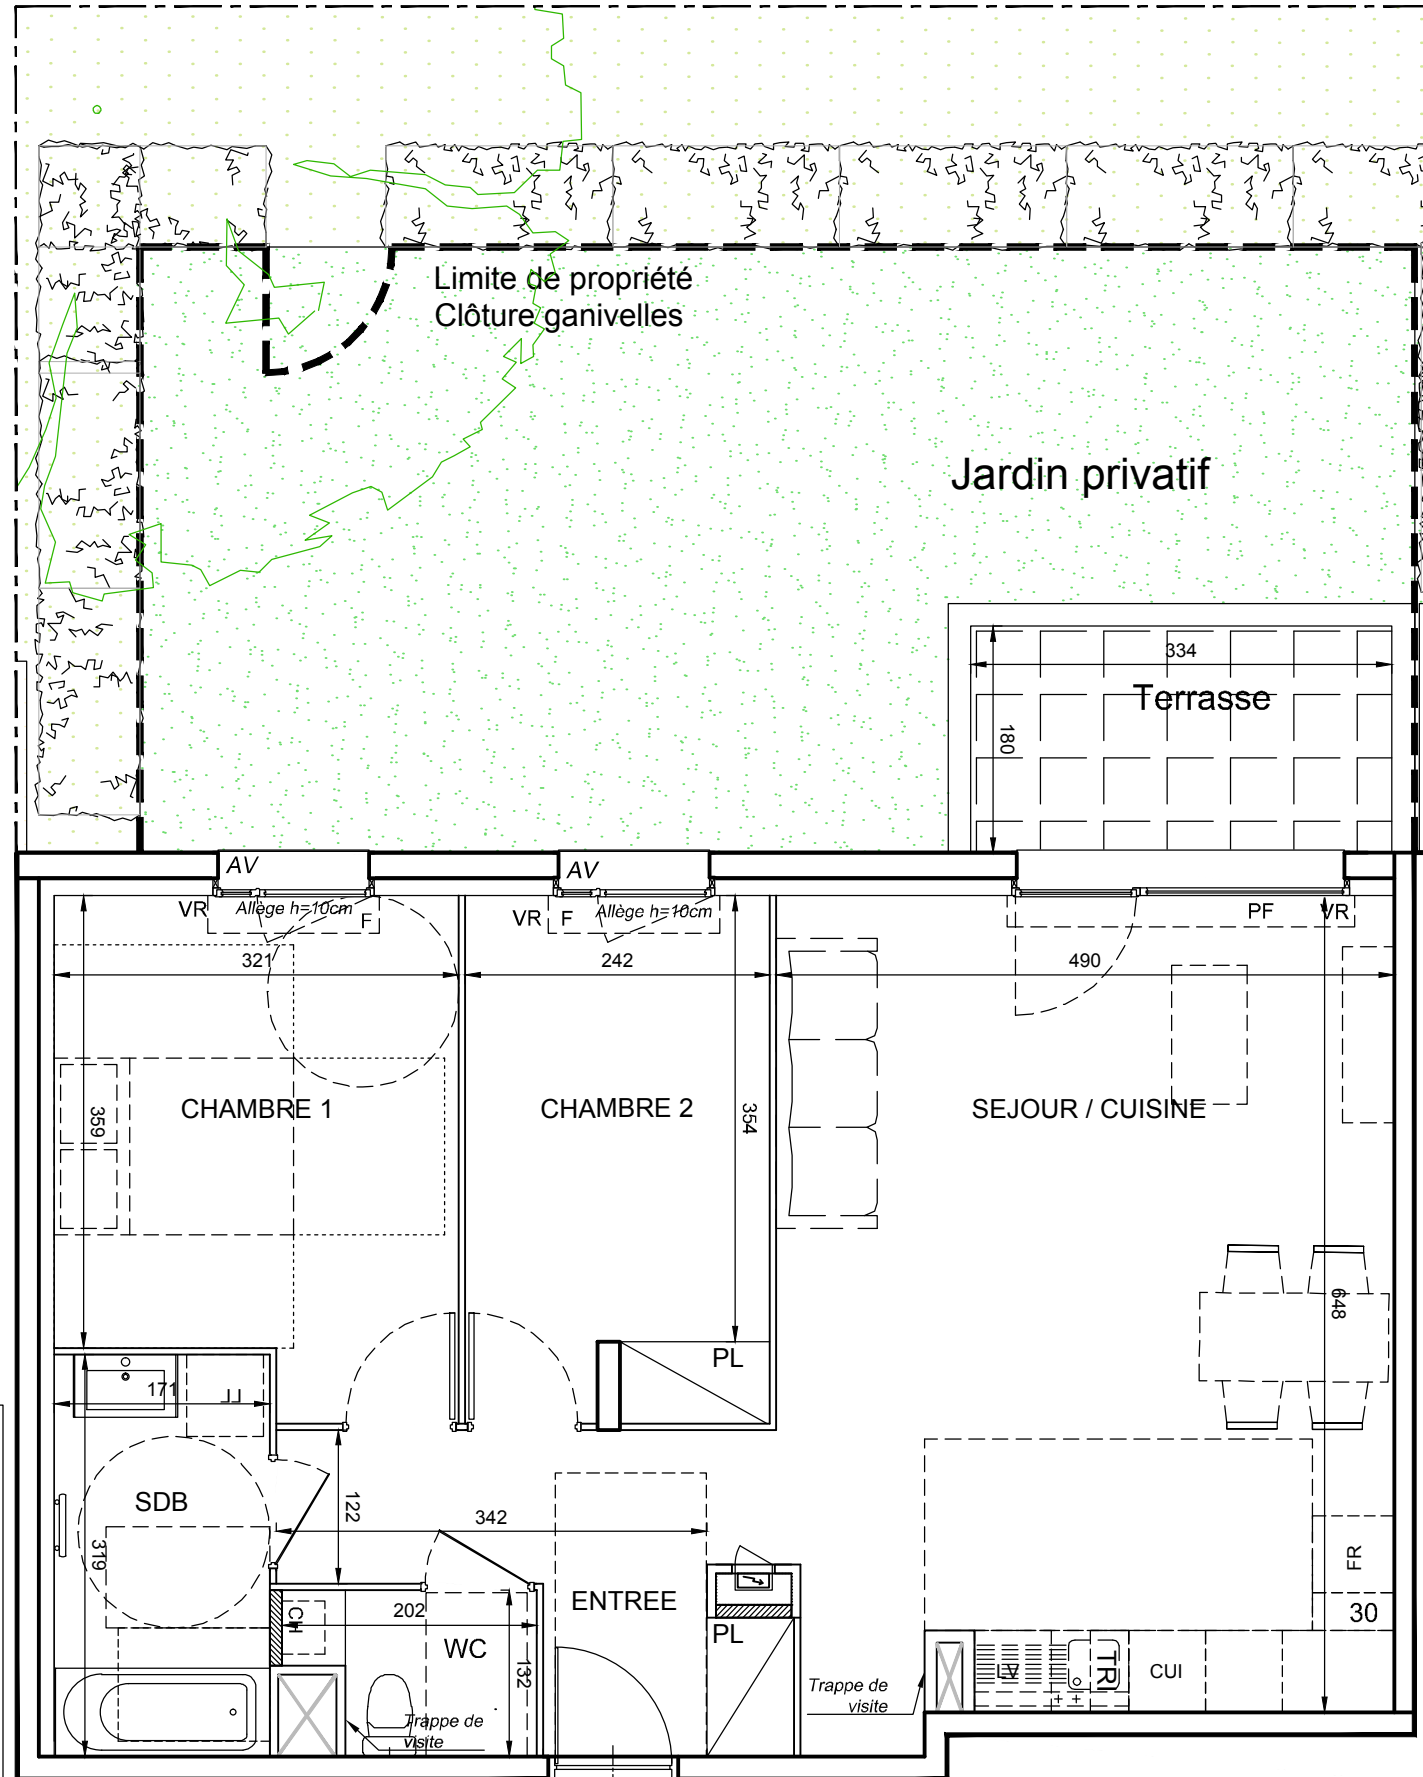 Limite de propriété
Clôture ganivelles
Jardin privatif
334
Terrasse
180
AV
AV
VR
Allège h=10cm
F
VR
F
Allège h=10cm
PF
VR
321
242
490
359
CHAMBRE 1
CHAMBRE 2
354
SEJOUR / CUISINE
648
PL
171
LL
SDB
122
342
319
FR
ENTREE
30
CH
202
WC
132
PL
LV
TRI
CUI
Trappe de
visite
Trappe de
visite